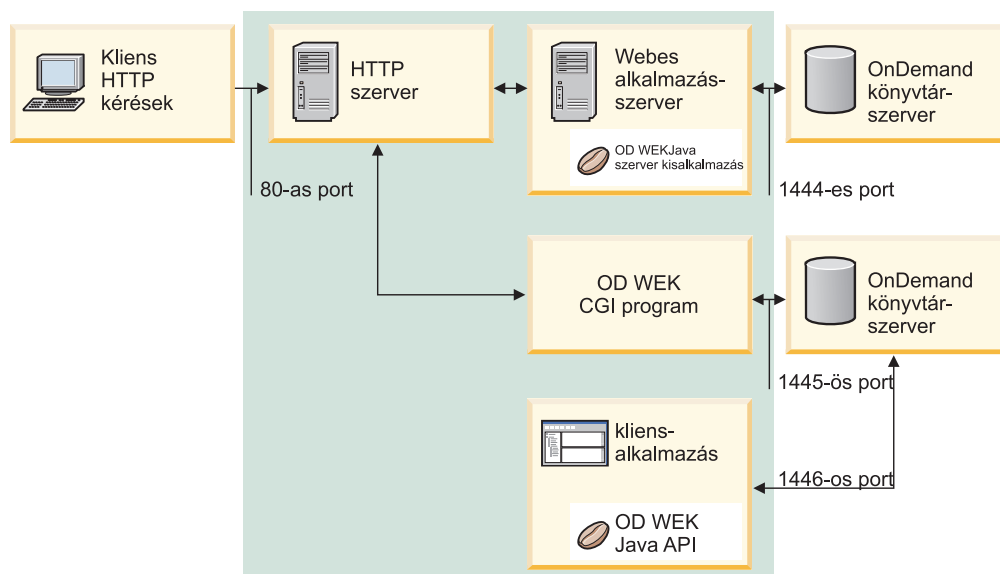 Kliens
HTTP
kérések
HTTP
szerver
Webes
alkalmazás-
szerver
OD WEKJava
szerver kisalkalmazás
OnDemand
könyvtár-
szerver
80-as port
1444-es port
OD WEK
CGI program
OnDemand
könyvtár-
szerver
1445-ös port
kliens-
alkalmazás
1446-os port
OD WEK
Java API